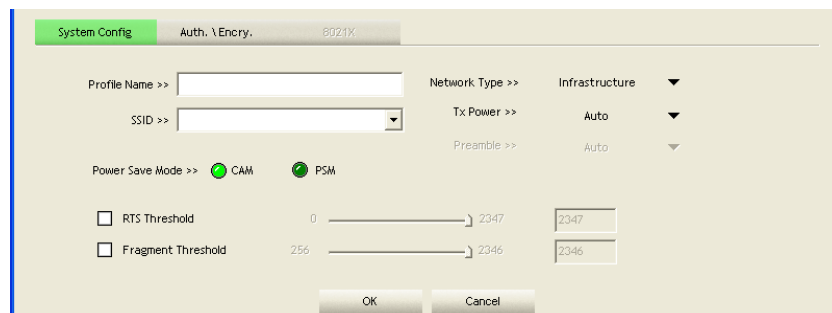 System Config Auth. \ Encry. 8021X
Profile Name >> Network Type >> Infrastructure
SSID >> Tx Power >> Auto
Preamble >> Auto
Power Save Mode >> CAM PSM
RTS Threshold 0 2347 2347
Fragment Threshold 256 2346 2346
OK Cancel